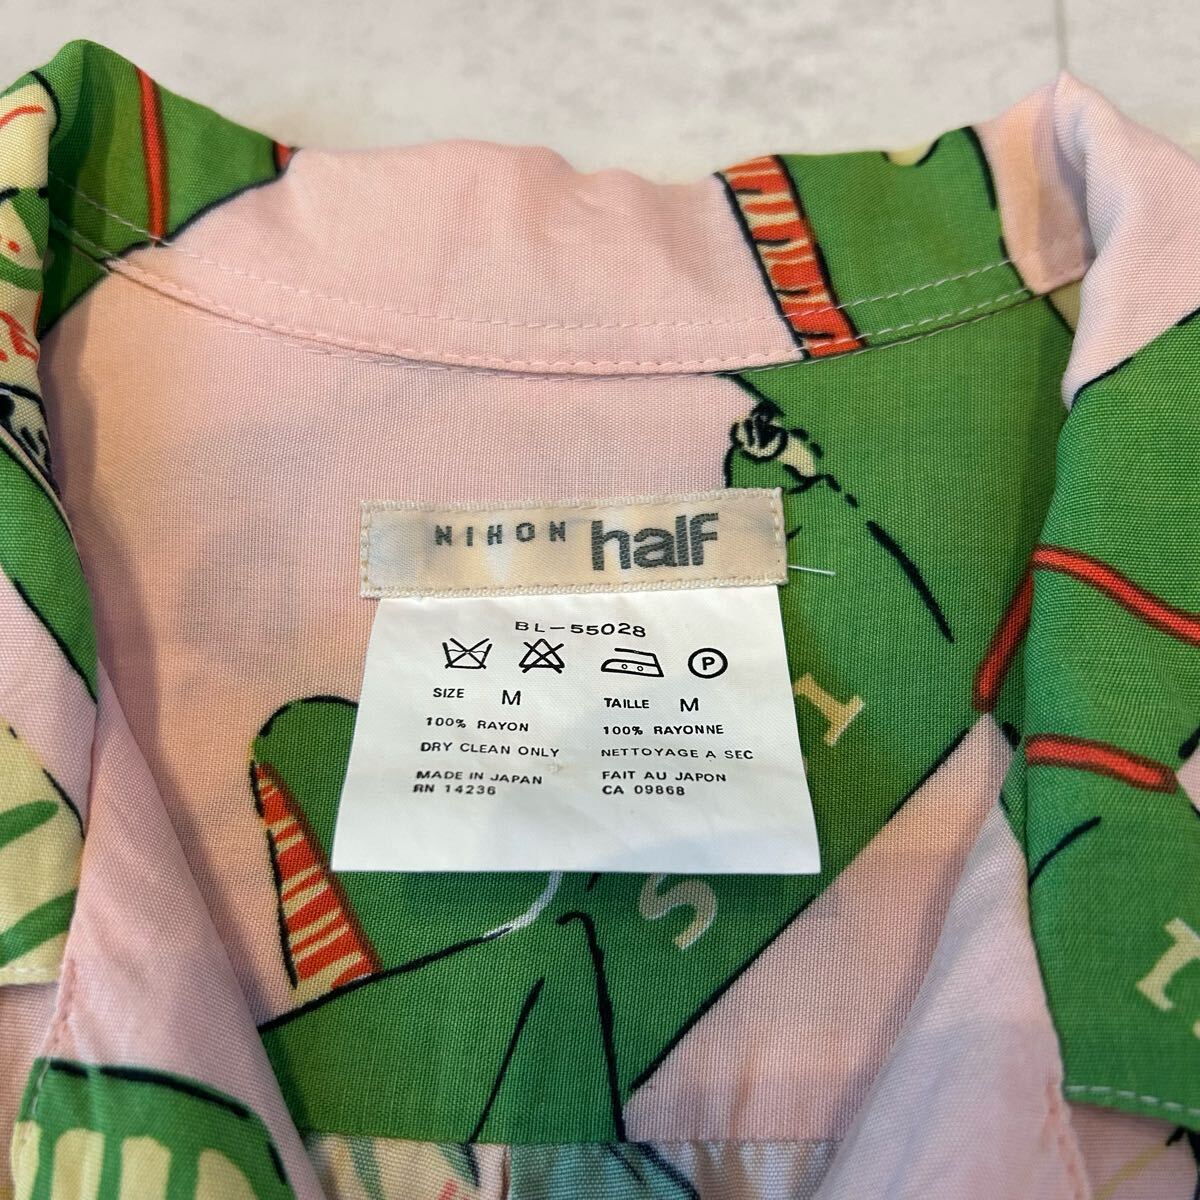 NIHON half
BL-55028
P
SIZE M
100% RAYON
DRY CLEAN ONLY
MADE IN JAPAN
RN 14236
TAILLE M
100% RAYONNE
NETTOYAGE A SEC
FAIT AU JAPON
CA 09868